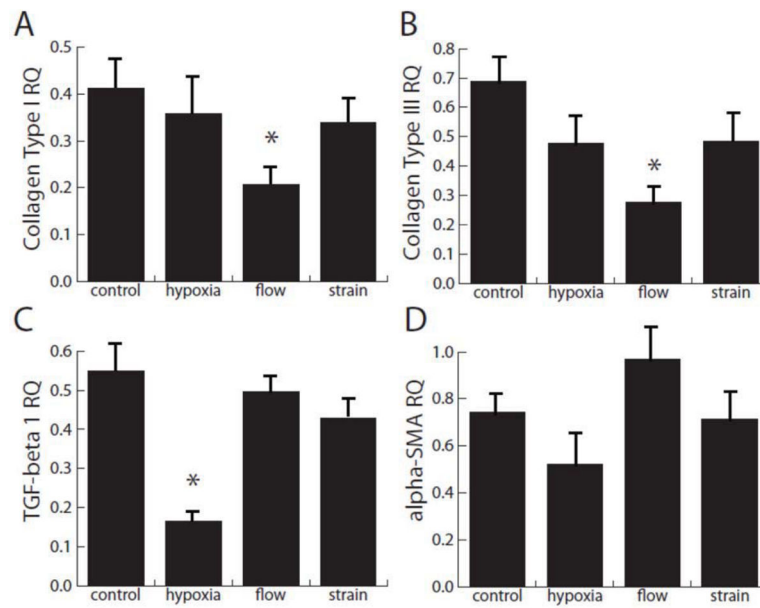 A
Collagen Type I RQ
0.5
0.4
0.3
0.2
0.1
0.0
*
control hypoxia flow strain
B
Collagen Type III RQ
0.8
0.7
0.6
0.5
0.4
0.3
0.2
0.1
0.0
*
control hypoxia flow strain
C
TGF-beta 1 RQ
0.6
0.5
0.4
0.3
0.2
0.1
0.0
*
control hypoxia flow strain
D
alpha-SMA RQ
1.0
0.8
0.6
0.4
0.2
0.0
control hypoxia flow strain